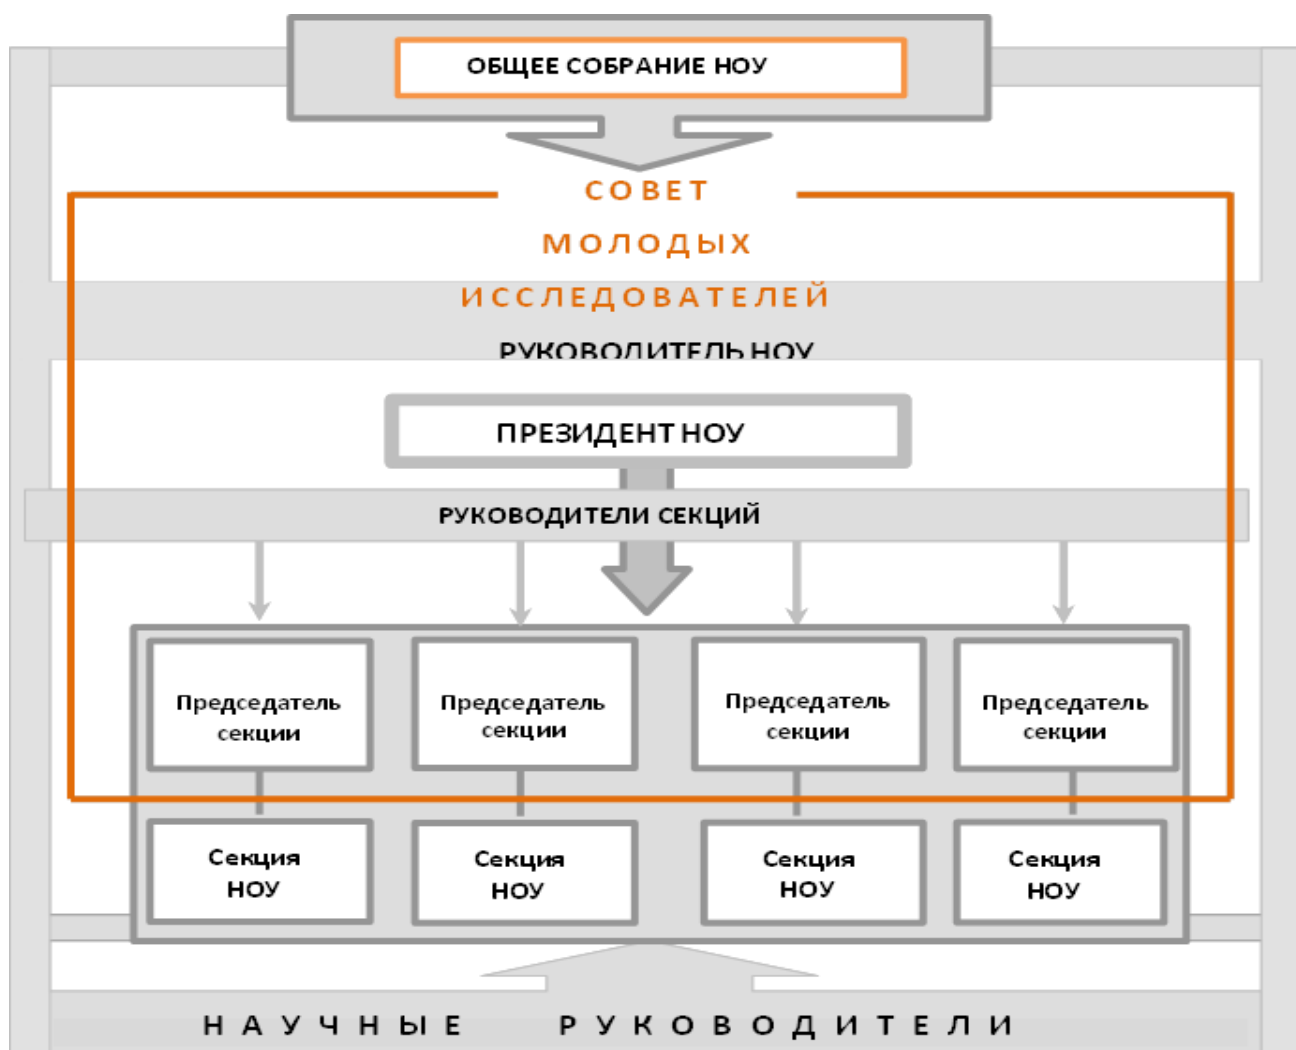 ОБЩЕЕ СОБРАНИЕ НОУ
СОВЕТ
МОЛОДЫХ
ИССЛЕДОВАТЕЛЕЙ
РУКОВОДИТЕЛЬ НОУ
ПРЕЗИДЕНТ НОУ
РУКОВОДИТЕЛИ СЕКЦИЙ
Председатель
секции
Председатель
секции
Председатель
секции
Председатель
секции
Секция
НОУ
Секция
НОУ
Секция
НОУ
Секция
НОУ
НАУЧНЫЕ РУКОВОДИТЕЛИ